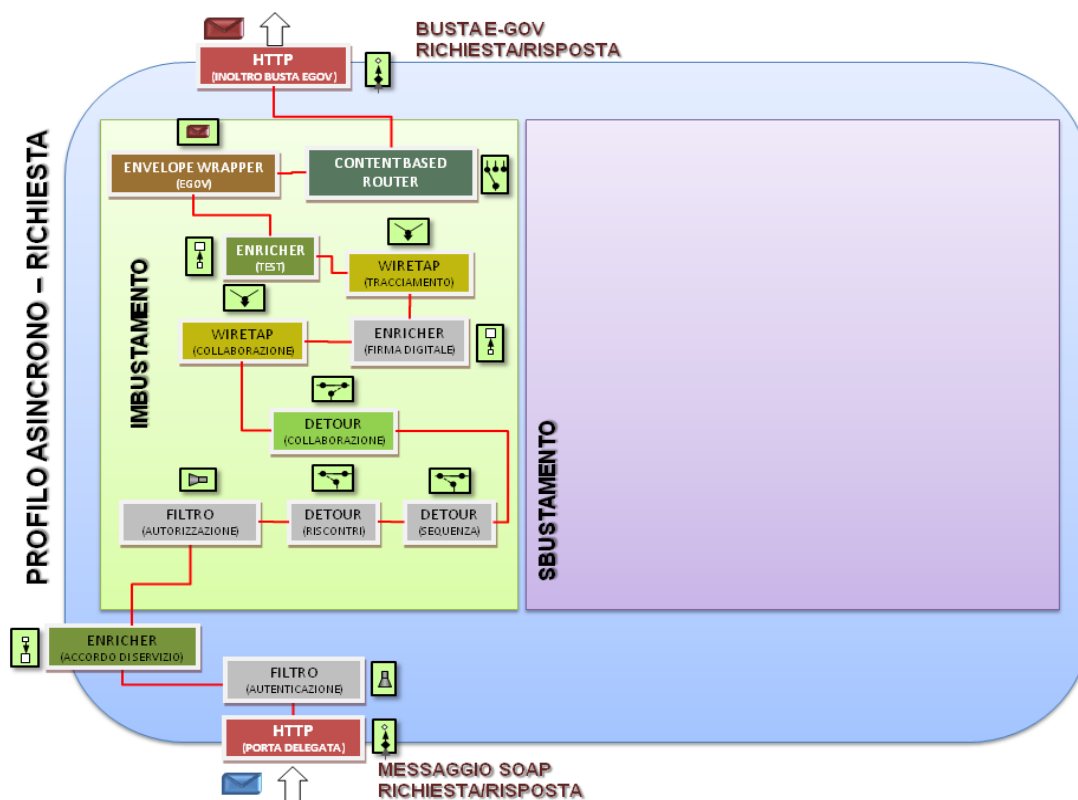 BUSTA E-GOV
RICHIESTA/RISPOSTA
HTTP
(INOLTRO BUSTA EGOV)
PROFILO ASINCRONO – RICHIESTA
IMBUSTAMENTO
SBUSTAMENTO
ENVELOPE WRAPPER
(EGOV)
CONTENT BASED
ROUTER
ENRICHER
(TEST)
WIRETAP
(TRACCIAMENTO)
WIRETAP
(COLLABORAZIONE)
ENRICHER
(FIRMA DIGITALE)
DETOUR
(COLLABORAZIONE)
FILTRO
(AUTORIZZAZIONE)
DETOUR
(RISCONTRI)
DETOUR
(SEQUENZA)
ENRICHER
(ACCORDO DI SERVIZIO)
FILTRO
(AUTENTICAZIONE)
HTTP
(PORTA DELEGATA)
MESSAGGIO SOAP
RICHIESTA/RISPOSTA